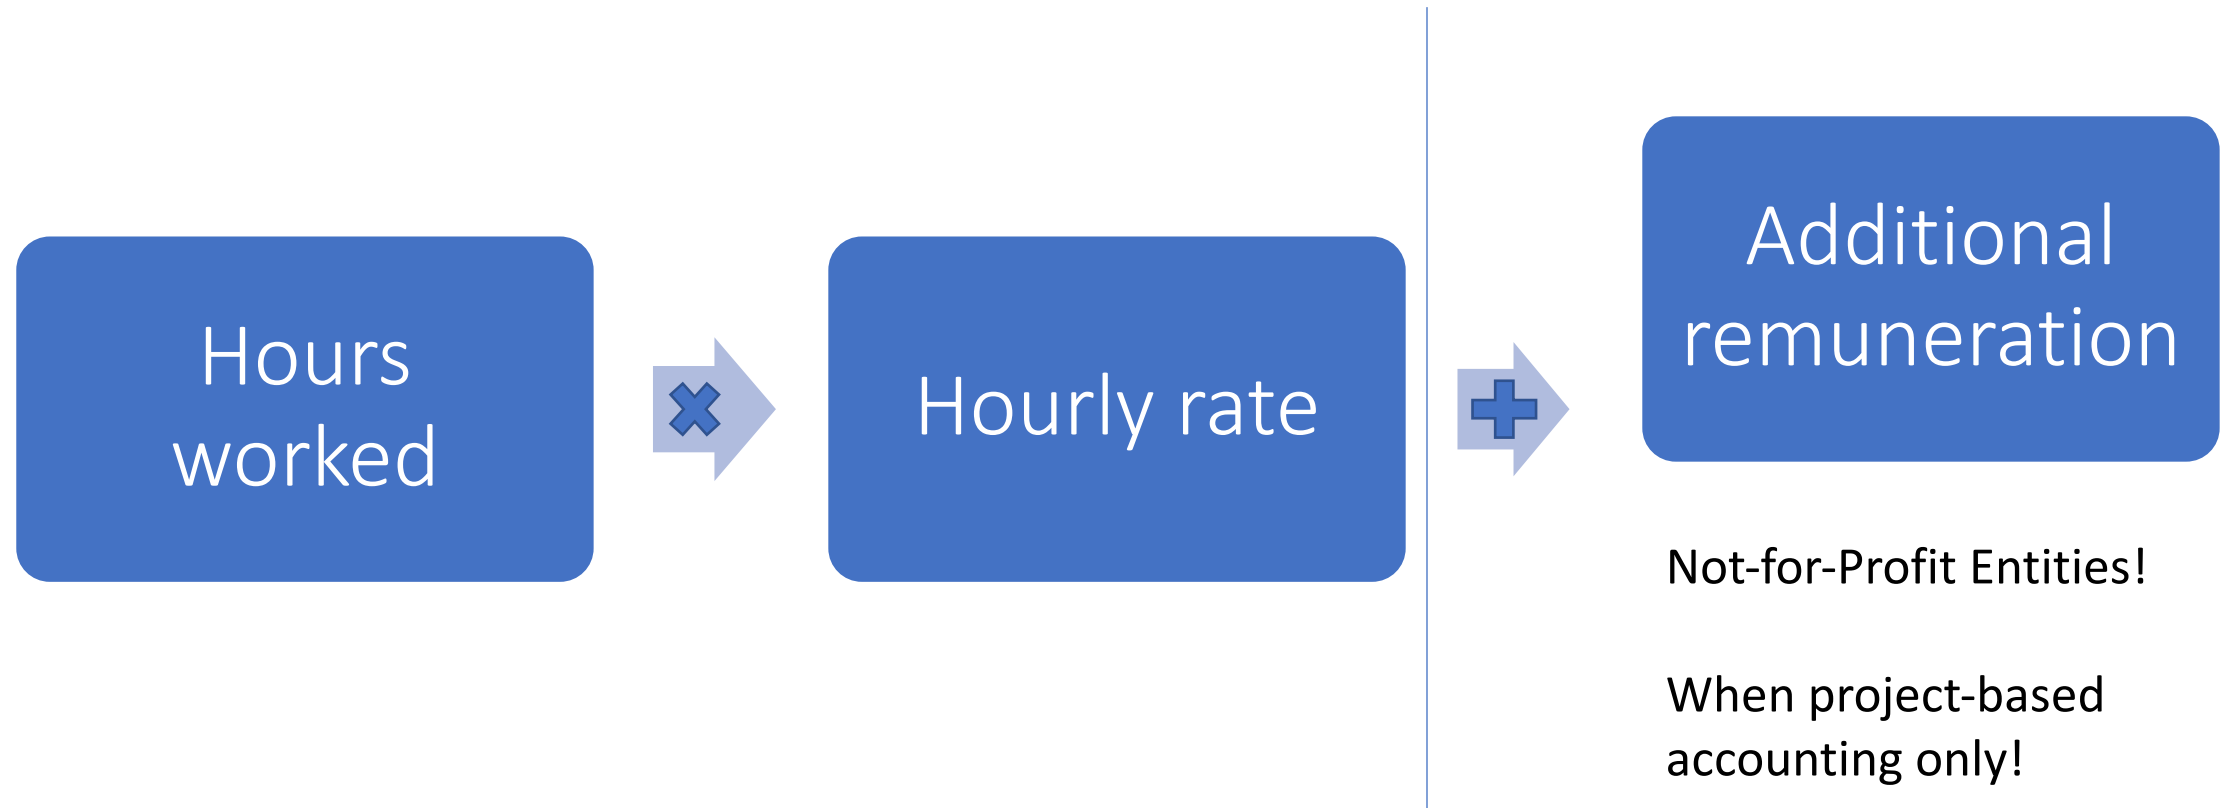 Hours
worked
Hourly rate
Additional
remuneration
Not-for-Profit Entities!
When project-based
accounting only!